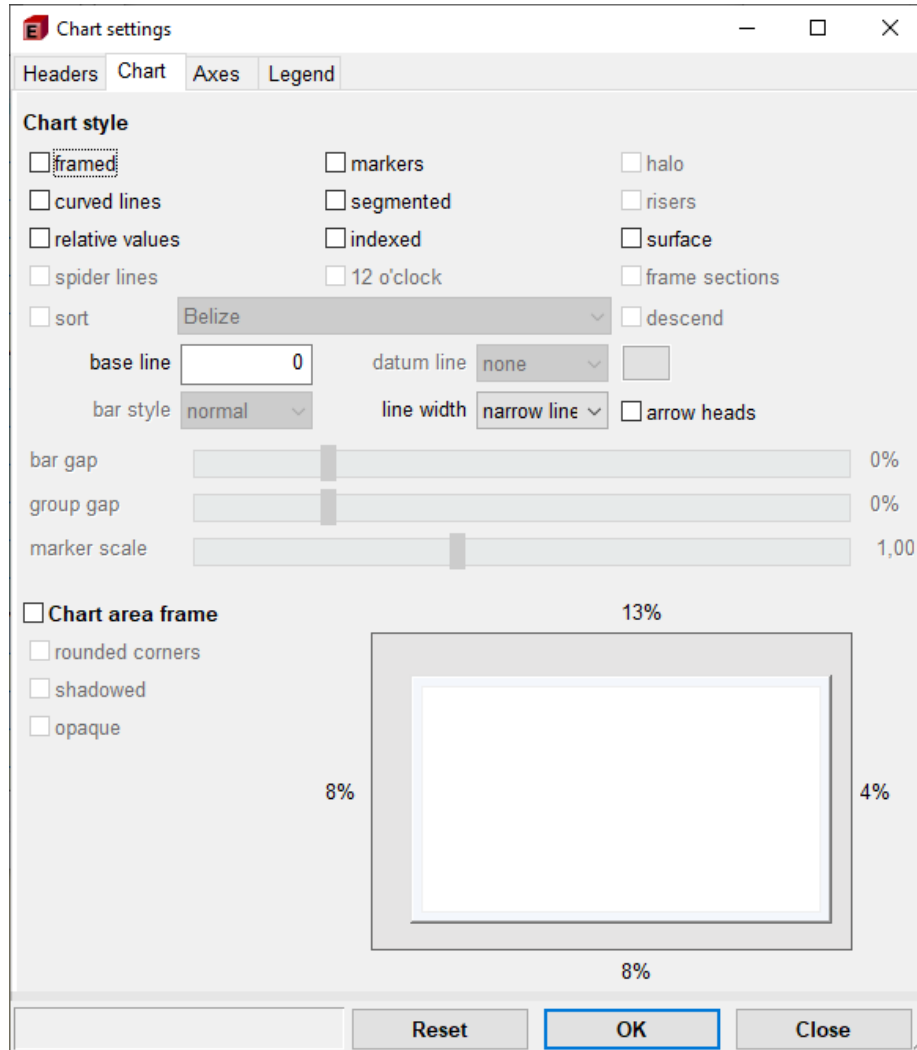 E Chart settings
Headers Chart Axes Legend
Chart style
framed markers halo
curved lines segmented risers
relative values indexed surface
spider lines 12 o'clock frame sections
sort Belize descend
base line 0 datum line none
bar style normal line width narrow line arrow heads
bar gap 0%
group gap 0%
marker scale 1,00
Chart area frame 13%
rounded corners
shadowed
opaque
8% 4%
8%
Reset OK Close